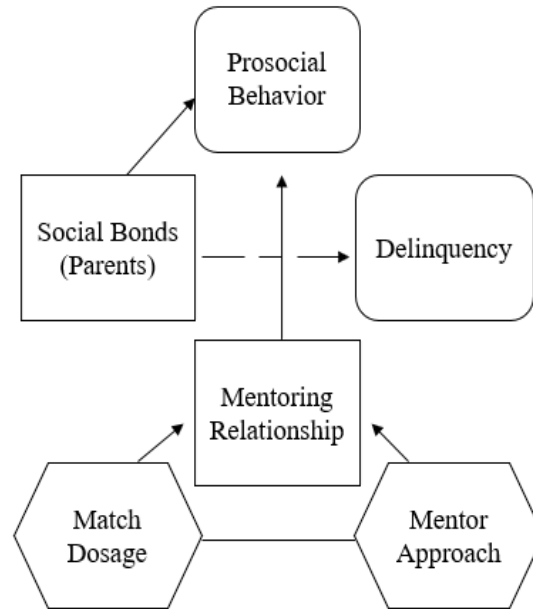 Prosocial
Behavior
Social Bonds
(Parents)
Delinquency
Mentoring
Relationship
Match
Dosage
Mentor
Approach